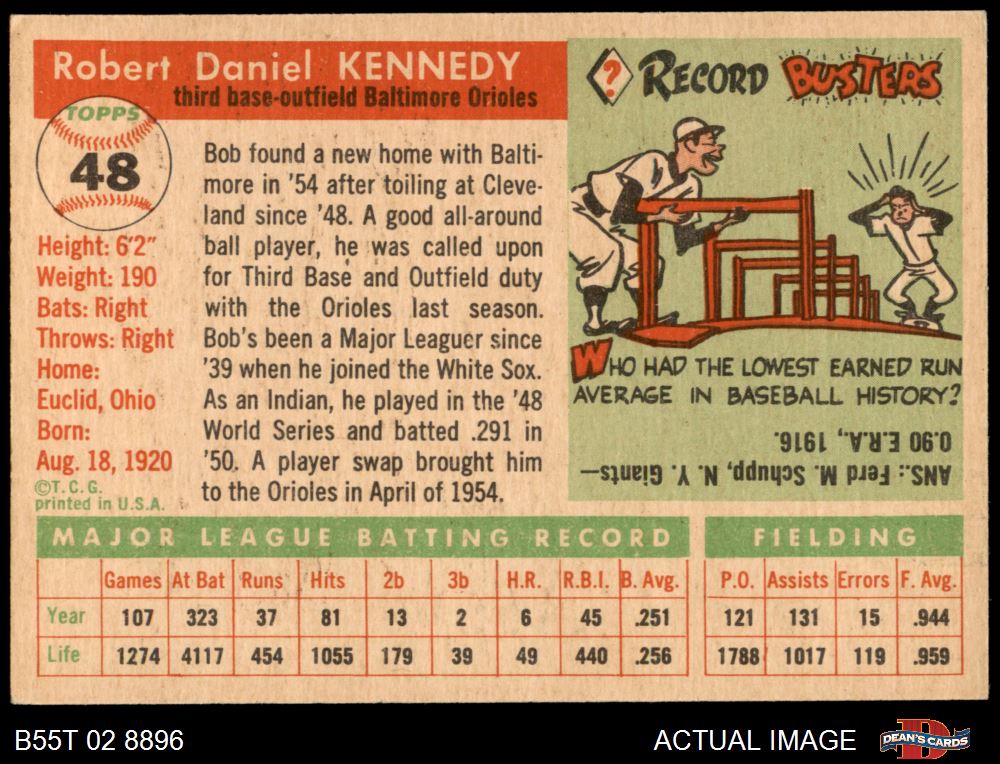 Robert Daniel KENNEDY
third base-outfield Baltimore Orioles
TOPPS
48
Height: 6'2"
Weight: 190
Bats: Right
Throws: Right
Home:
Euclid, Ohio
Born:
Aug. 18, 1920
©T.C.G.
printed in U.S.A.
Bob found a new home with Balti-
more in '54 after toiling at Cleve-
land since '48. A good all-around
ball player, he was called upon
for Third Base and Outfield duty
with the Orioles last season.
Bob's been a Major Leaguer since
'39 when he joined the White Sox.
As an Indian, he played in the '48
World Series and batted .291 in
'50. A player swap brought him
to the Orioles in April of 1954.
? RECORD BUSTERS
WHO HAD THE LOWEST EARNED RUN
AVERAGE IN BASEBALL HISTORY?
ANS.: Ferd M. Schupp, N. Y. Giants—
0.90 E.R.A., 1916.
MAJOR LEAGUE BATTING RECORD
Games At Bat Runs Hits 2b 3b H.R. R.B.I. B. Avg.
Year 107 323 37 81 13 2 6 45 .251
Life 1274 4117 454 1055 179 39 49 440 .256
FIELDING
P.O. Assists Errors F. Avg.
121 131 15 .944
1788 1017 119 .959
B55T 02 8896
ACTUAL IMAGE
D
DEAN'S CARDS